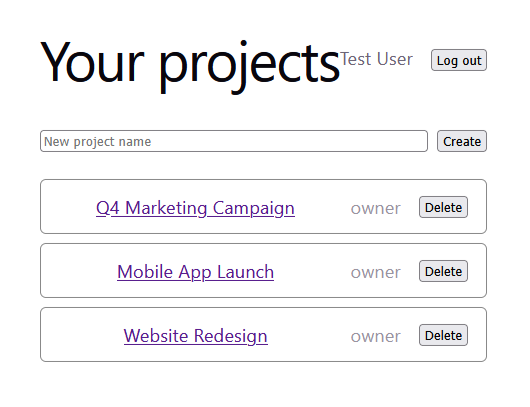 Your projects Test User Log out
New project name Create
Q4 Marketing Campaign owner Delete
Mobile App Launch owner Delete
Website Redesign owner Delete